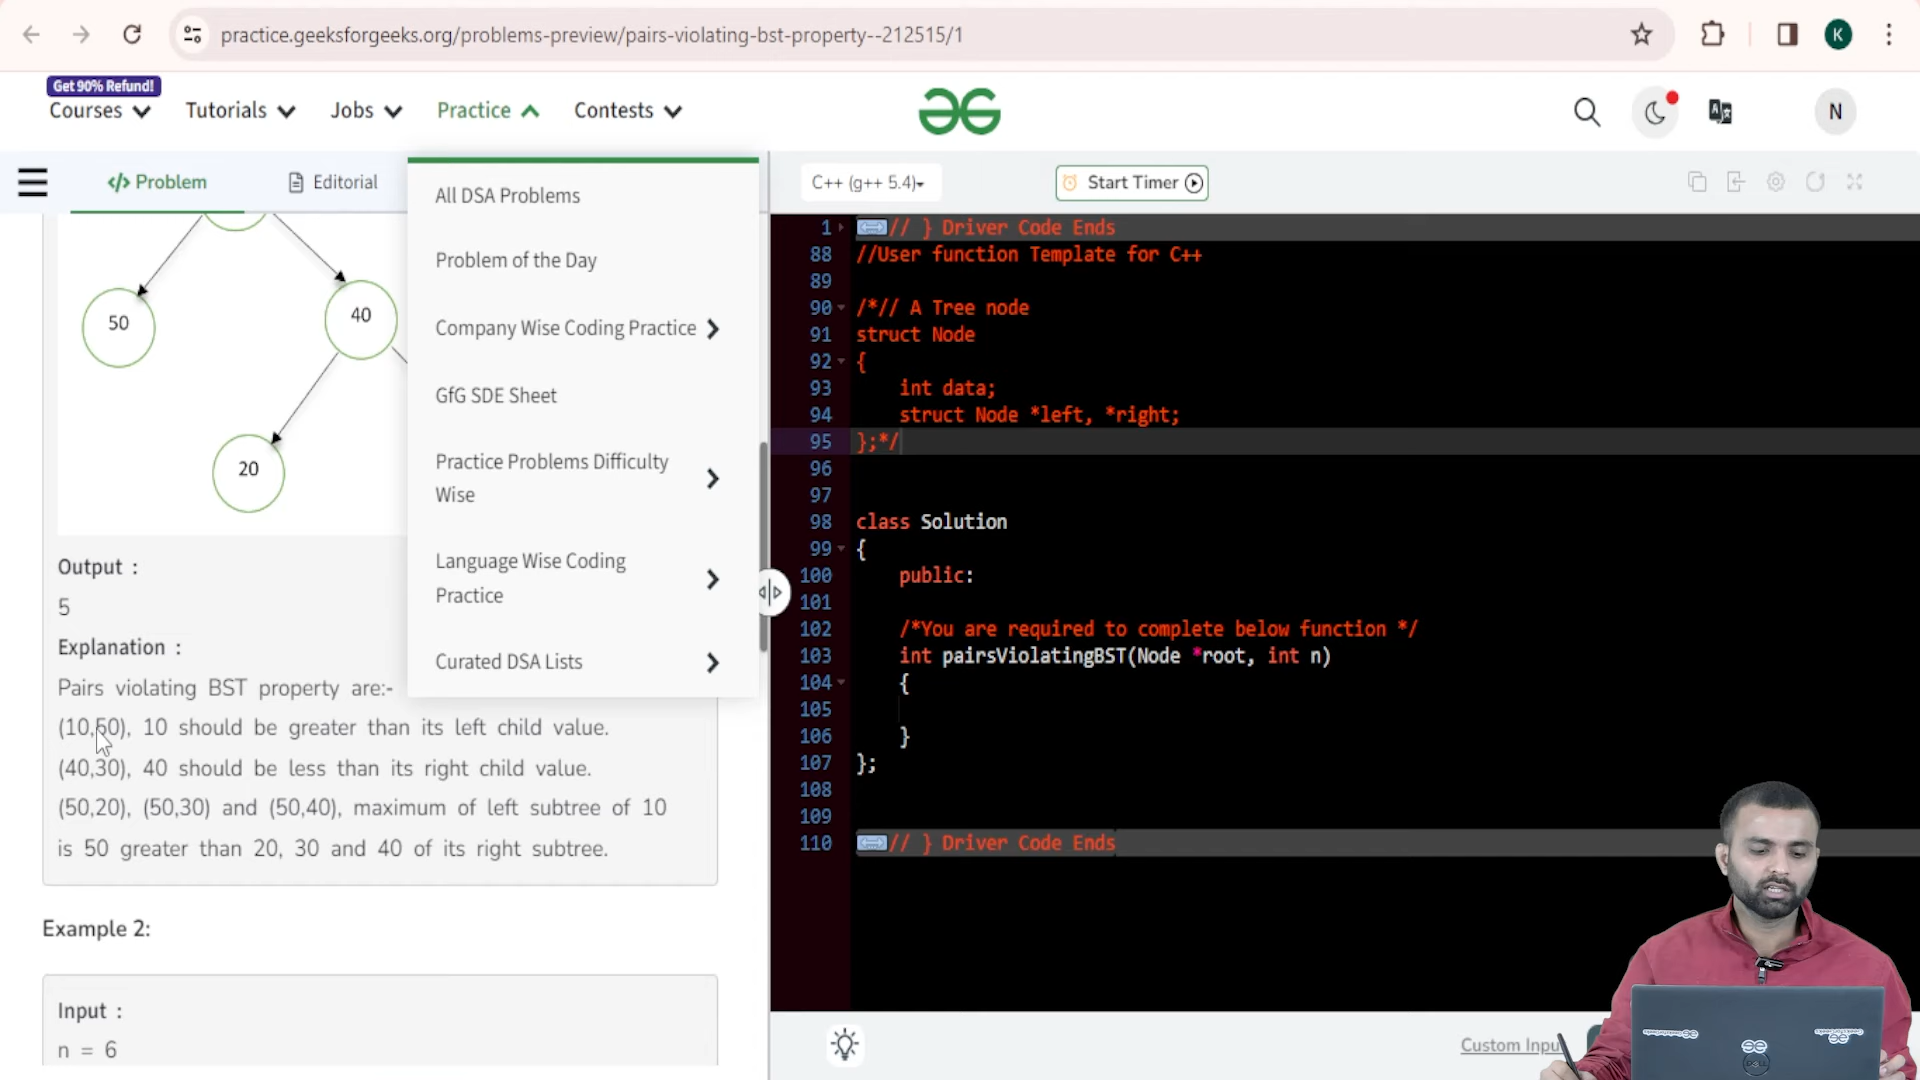 practice.geeksforgeeks.org/problems-preview/pairs-violating-bst-property--212515/1
K
Get 90% Refund!
Courses
Tutorials
Jobs
Practice
Contests
N
</> Problem
Editorial
50
40
20
Output :
5
Explanation :
Pairs violating BST property are:-
(10,50), 10 should be greater than its left child value.
(40,30), 40 should be less than its right child value.
(50,20), (50,30) and (50,40), maximum of left subtree of 10
is 50 greater than 20, 30 and 40 of its right subtree.
Example 2:
Input :
n = 6
All DSA Problems
Problem of the Day
Company Wise Coding Practice
GfG SDE Sheet
Practice Problems Difficulty
Wise
Language Wise Coding
Practice
Curated DSA Lists
C++ (g++ 5.4)
Start Timer
1 // } Driver Code Ends
88 //User function Template for C++
89
90 /*// A Tree node
91 struct Node
92 {
93 int data;
94 struct Node *left, *right;
95 };*/
96
97
98 class Solution
99 {
100 public:
101
102 /*You are required to complete below function */
103 int pairsViolatingBST(Node *root, int n)
104 {
105
106 }
107 };
108
109
110 // } Driver Code Ends
Custom Inpu
DELL